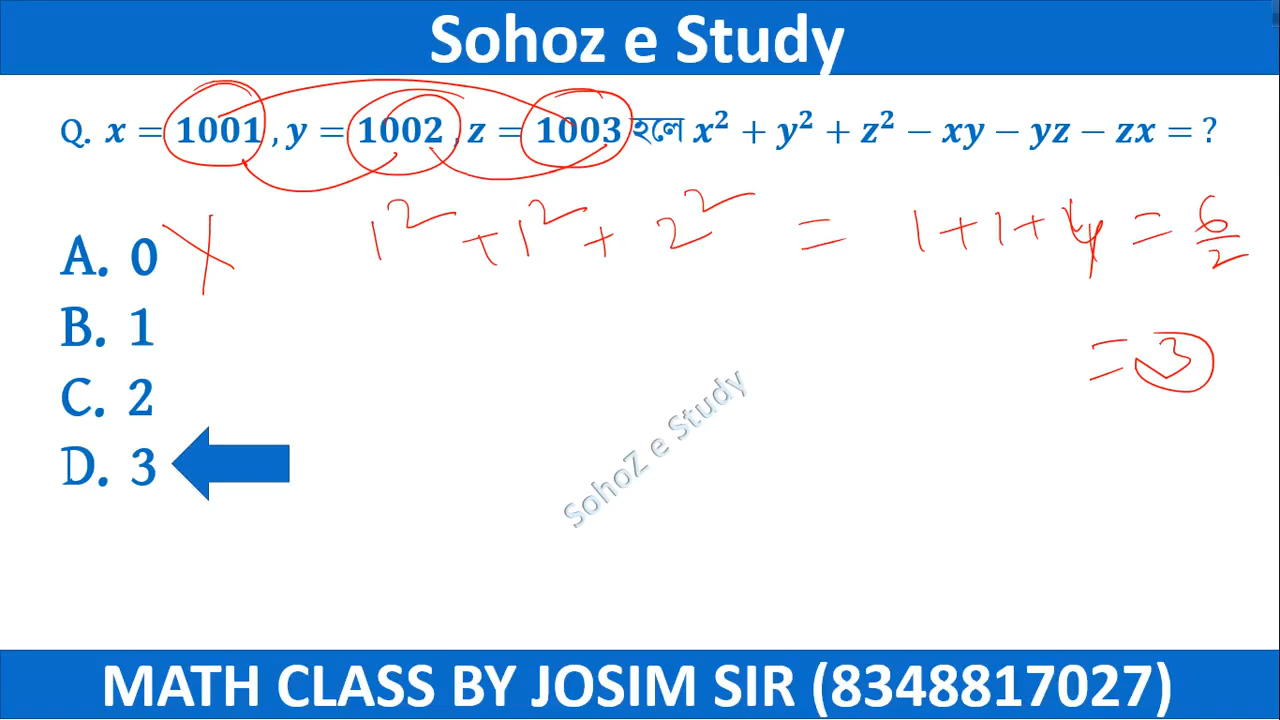 Sohoz e Study
Q. x = 1001 , y = 1002 , z = 1003 হলে x² + y² + z² − xy − yz − zx = ?
1² + 1² + 2² = 1 + 1 + 4 = 6/2
= 3
A. 0
B. 1
C. 2
D. 3
SohoZ e Study
MATH CLASS BY JOSIM SIR (8348817027)